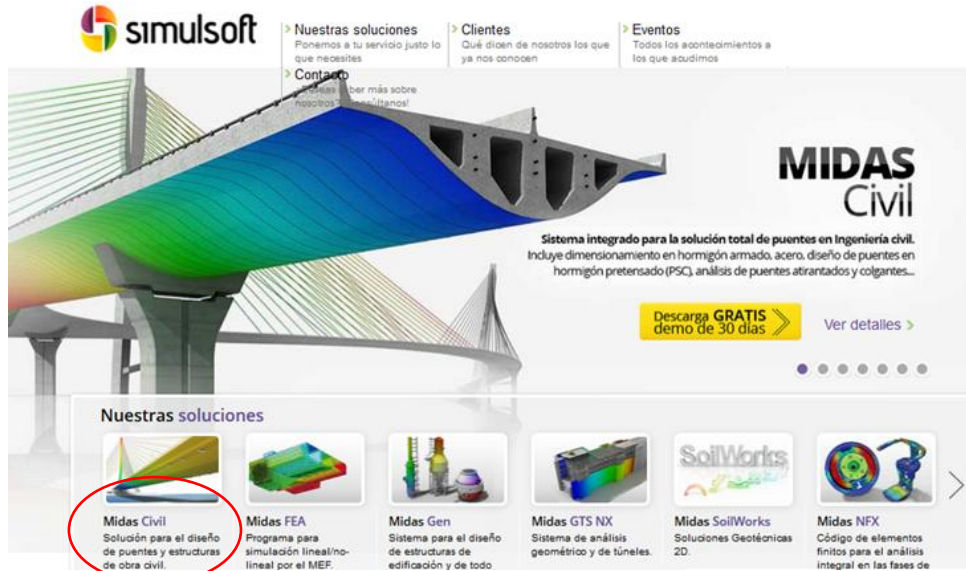 simulsoft
Nuestras soluciones
Ponemos a tu servicio justo lo
que necesites
Clientes
Qué dicen de nosotros los que
ya nos conocen
Eventos
Todos los acontecimientos a
los que acudimos
Contacto
saber más sobre
nosotros? ¡Consúltanos!
MIDAS
Civil
Sistema integrado para la solución total de puentes en Ingeniería civil.
Incluye dimensionamiento en hormigón armado, acero, diseño de puentes en
hormigón pretensado (PSC), análisis de puentes atirantados y colgantes...
Descarga GRATIS
demo de 30 días
Ver detalles
Nuestras soluciones
Midas Civil
Solución para el diseño
de puentes y estructuras
de obra civil.
Midas FEA
Programa para
simulación lineal/no-
lineal por el MEF.
Midas Gen
Sistema para el diseño
de estructuras de
edificación y de todo
Midas GTS NX
Sistema de análisis
geométrico y de túneles.
SoilWorks
Midas SoilWorks
Soluciones Geotécnicas
2D.
Midas NFX
Código de elementos
finitos para el análisis
integral en las fases de